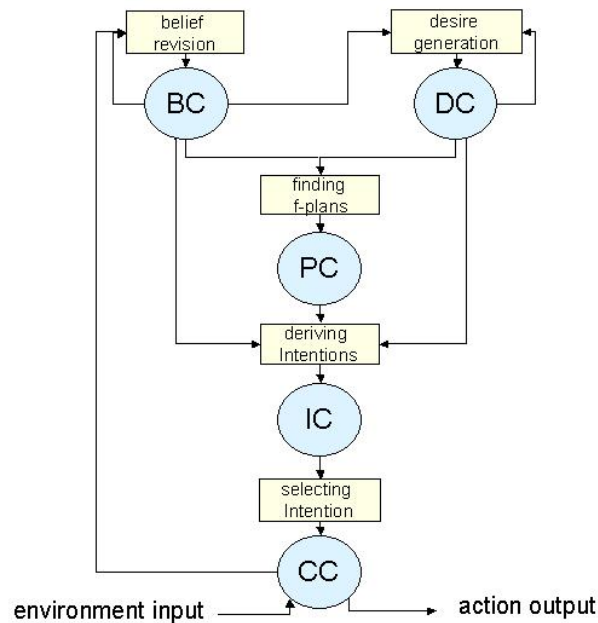 belief
revision
desire
generation
BC
DC
finding
f-plans
PC
deriving
Intentions
IC
selecting
Intention
CC
environment input
action output